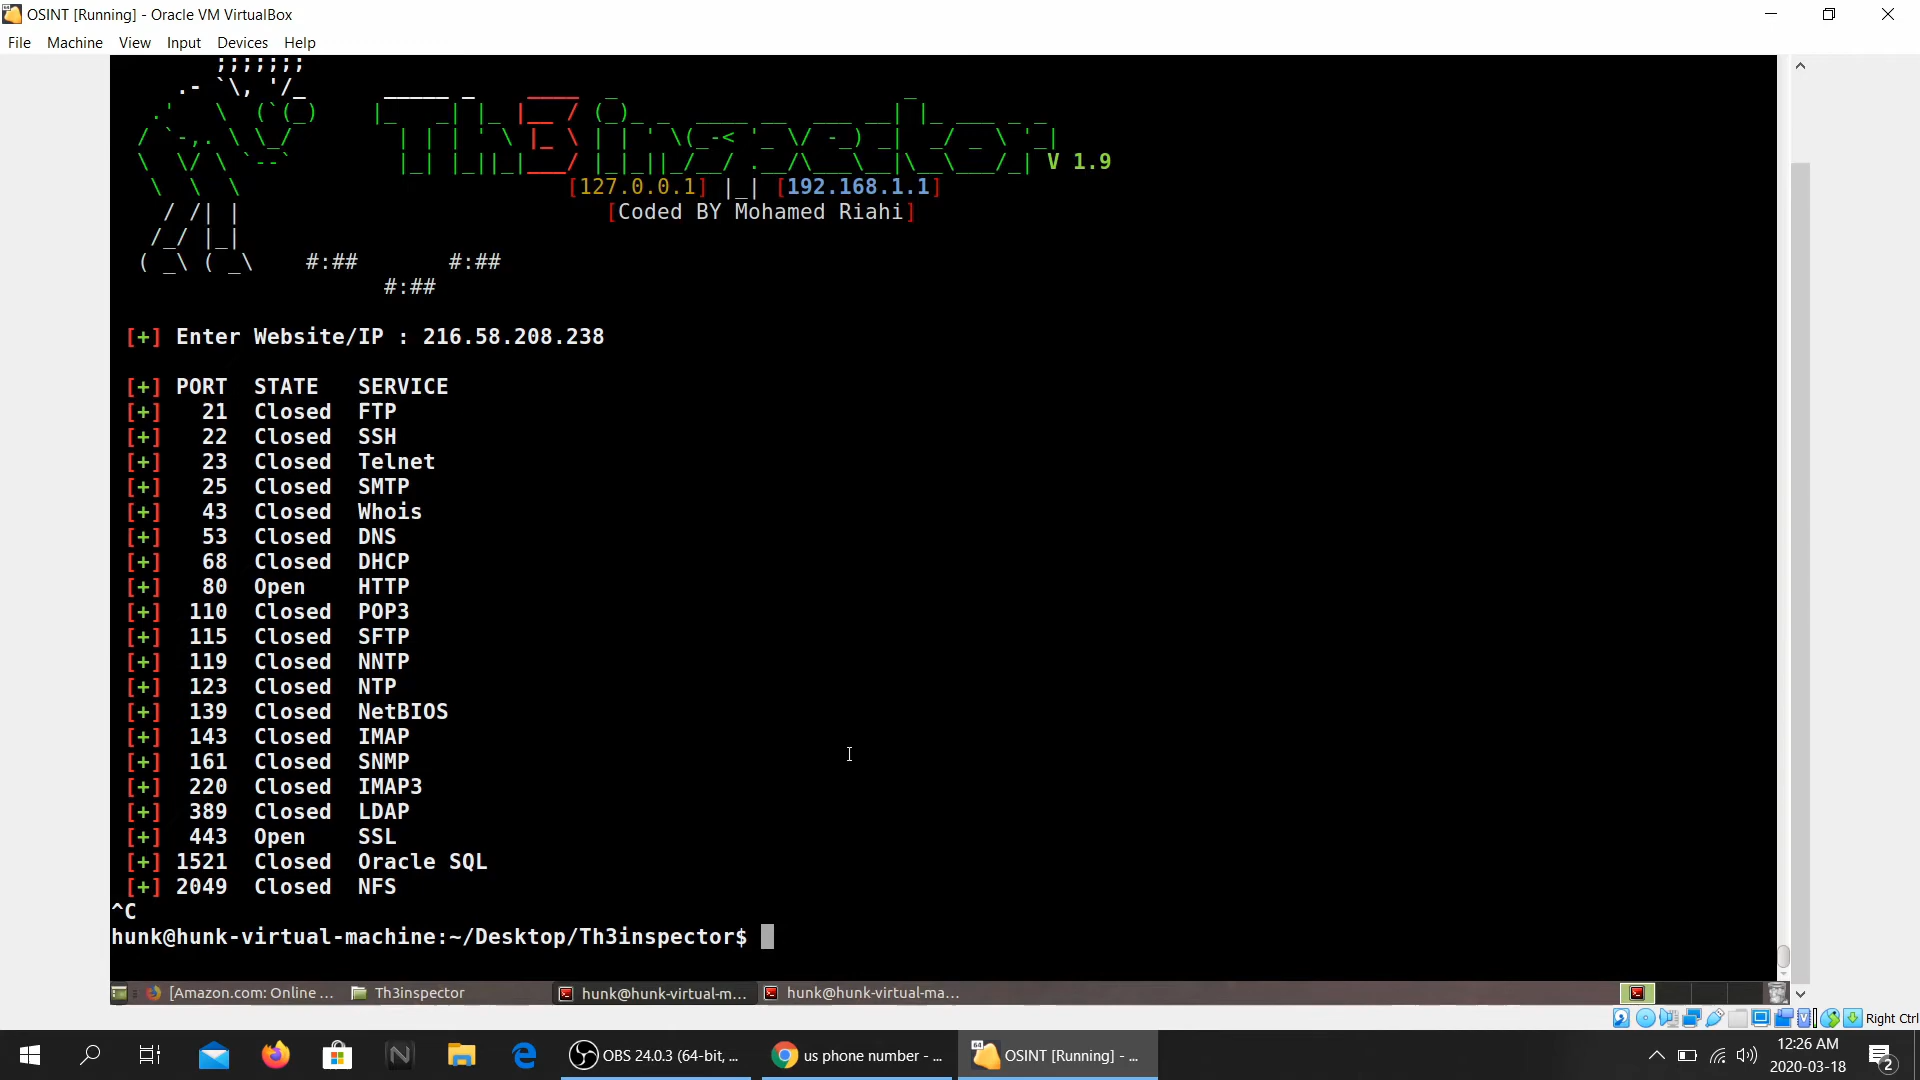 OSINT [Running] - Oracle VM VirtualBox
File Machine View Input Devices Help
Th3inspector V 1.9
[127.0.0.1] |_| [192.168.1.1]
[Coded BY Mohamed Riahi]
#:## #:##
#:##
[+] Enter Website/IP : 216.58.208.238
[+] PORT STATE SERVICE
[+] 21 Closed FTP
[+] 22 Closed SSH
[+] 23 Closed Telnet
[+] 25 Closed SMTP
[+] 43 Closed Whois
[+] 53 Closed DNS
[+] 68 Closed DHCP
[+] 80 Open HTTP
[+] 110 Closed POP3
[+] 115 Closed SFTP
[+] 119 Closed NNTP
[+] 123 Closed NTP
[+] 139 Closed NetBIOS
[+] 143 Closed IMAP
[+] 161 Closed SNMP
[+] 220 Closed IMAP3
[+] 389 Closed LDAP
[+] 443 Open SSL
[+] 1521 Closed Oracle SQL
[+] 2049 Closed NFS
^C
hunk@hunk-virtual-machine:~/Desktop/Th3inspector$
[Amazon.com: Online ... Th3inspector hunk@hunk-virtual-m... hunk@hunk-virtual-ma...
Right Ctrl
OBS 24.0.3 (64-bit, ... us phone number - ... OSINT [Running] - ... 12:26 AM
2020-03-18
2